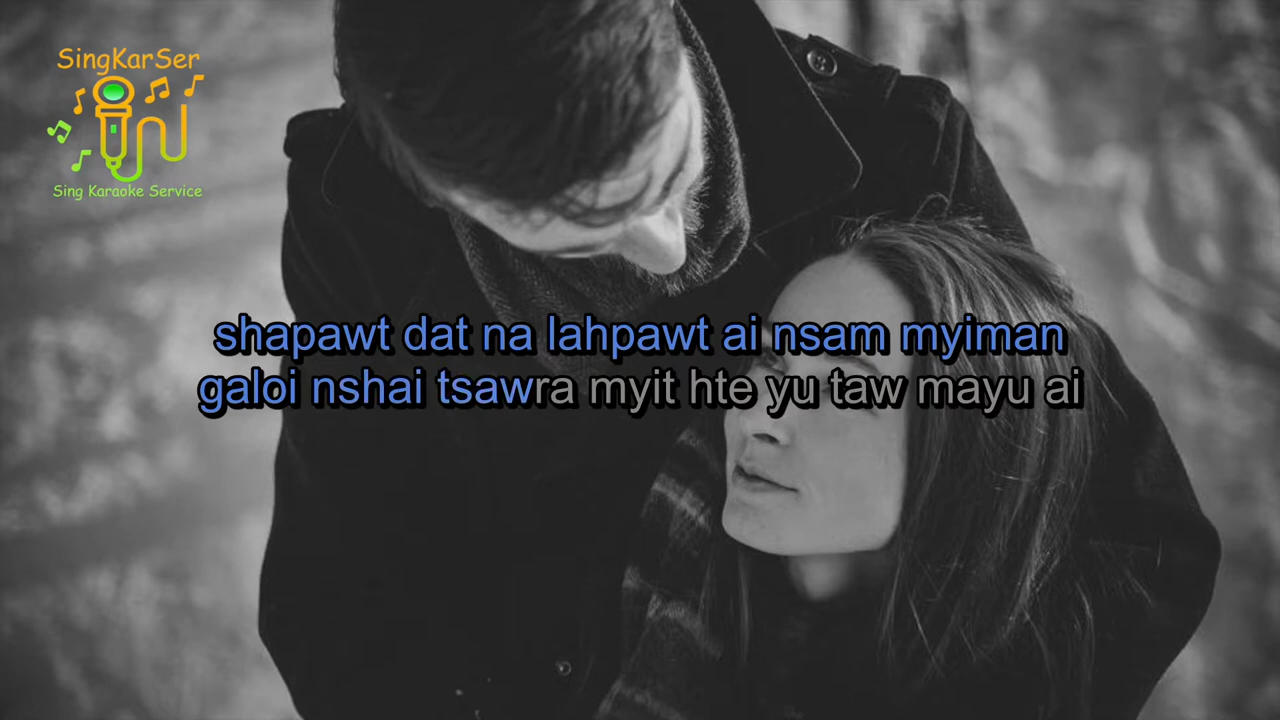 SingKarSer
Sing Karaoke Service
shapawt dat na lahpawt ai nsam myiman
galoi nshai tsawra myit hte yu taw mayu ai